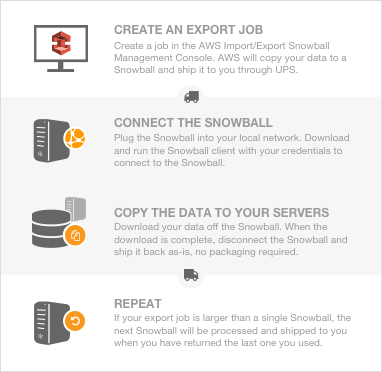 CREATE AN EXPORT JOB
Create a job in the AWS Import/Export Snowball
Management Console. AWS will copy your data to a
Snowball and ship it to you through UPS.
CONNECT THE SNOWBALL
Plug the Snowball into your local network. Download
and run the Snowball client with your credentials to
connect to the Snowball.
COPY THE DATA TO YOUR SERVERS
Download your data off the Snowball. When the
download is complete, disconnect the Snowball and
ship it back as-is, no packaging required.
REPEAT
If your export job is larger than a single Snowball, the
next Snowball will be processed and shipped to you
when you have returned the last one you used.